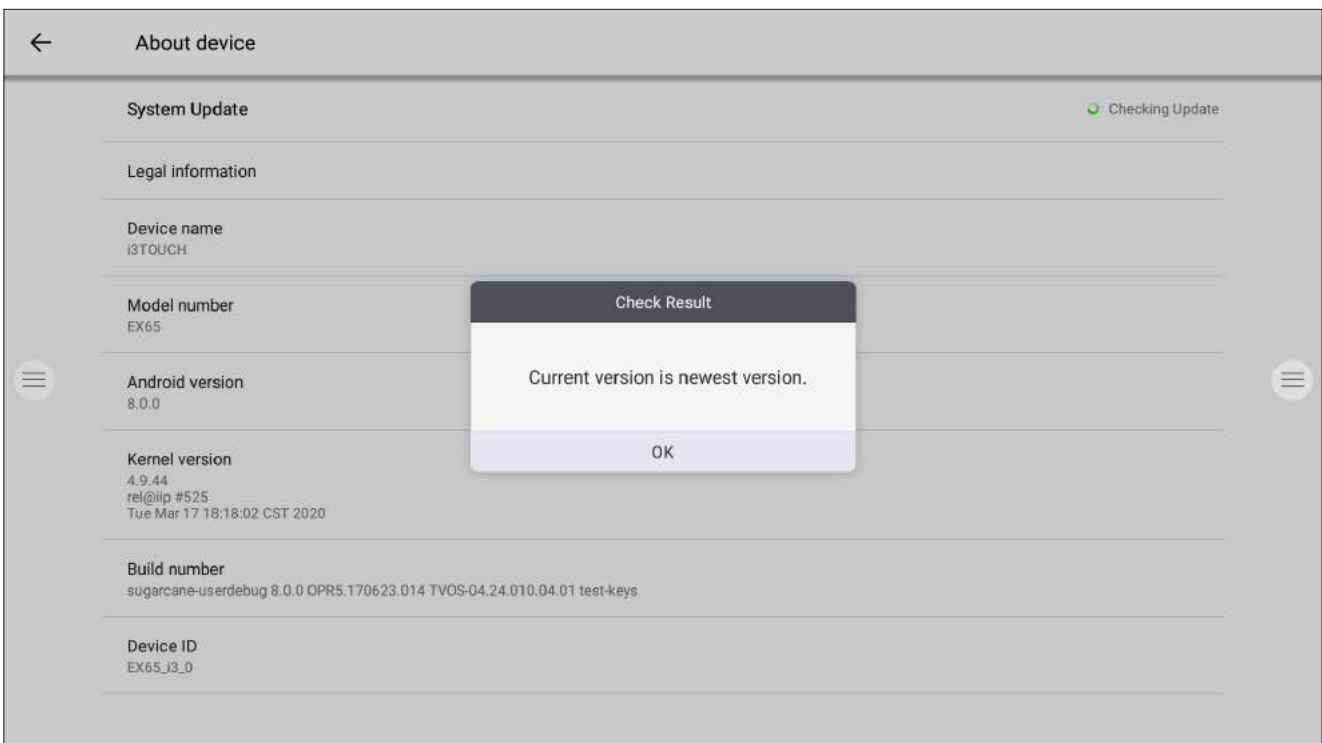 About device
System Update
Checking Update
Legal information
Device name
i3TOUCH
Model number
EX65
Android version
8.0.0
Kernel version
4.9.44
rel@iip #525
Tue Mar 17 18:18:02 CST 2020
Build number
sugarcane-userdebug 8.0.0 OPR5.170623.014 TVOS-04.24.010.04.01 test-keys
Device ID
EX65_i3_0
Check Result
Current version is newest version.
OK